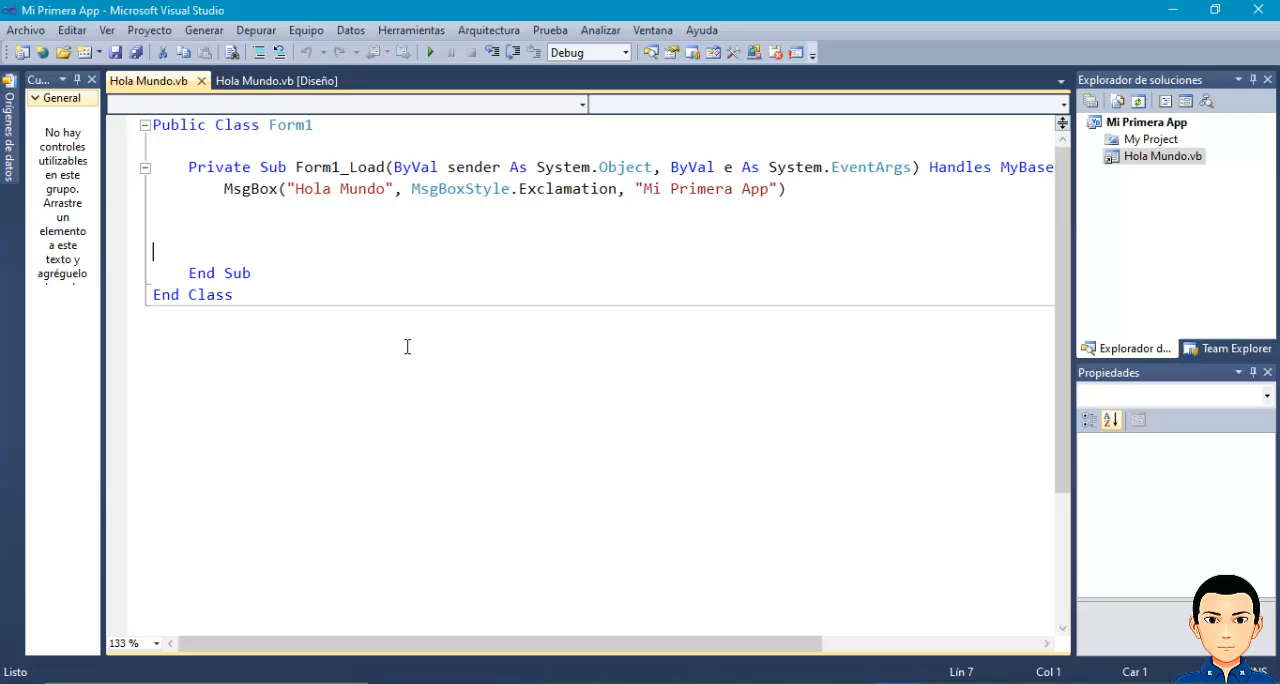 Mi Primera App - Microsoft Visual Studio
Archivo Editar Ver Proyecto Generar Depurar Equipo Datos Herramientas Arquitectura Prueba Analizar Ventana Ayuda
Debug
Orígenes de datos
Cu...
General
No hay
controles
utilizables
en este
grupo.
Arrastre
un
elemento
a este
texto y
agréguelo
Hola Mundo.vb
Hola Mundo.vb [Diseño]
Public Class Form1
Private Sub Form1_Load(ByVal sender As System.Object, ByVal e As System.EventArgs) Handles MyBase
MsgBox("Hola Mundo", MsgBoxStyle.Exclamation, "Mi Primera App")
End Sub
End Class
133 %
Explorador de soluciones
Mi Primera App
My Project
Hola Mundo.vb
Explorador d...
Team Explorer
Propiedades
Listo
Lín 7
Col 1
Car 1